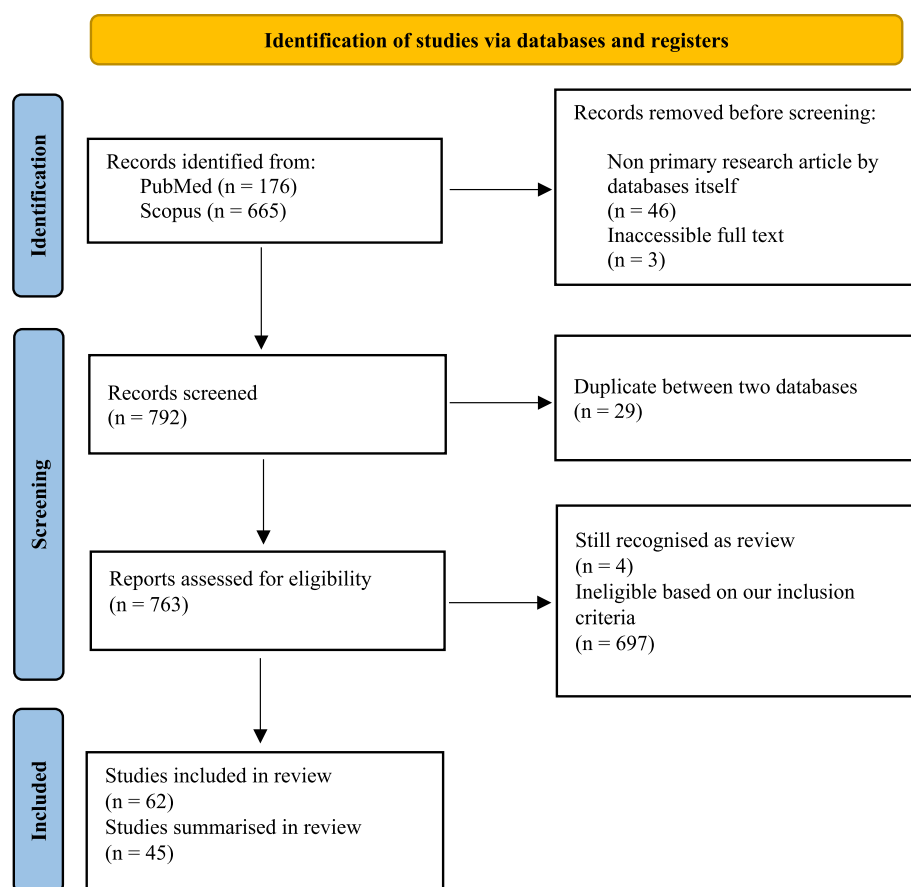 Identification of studies via databases and registers
Identification
Records identified from:
PubMed (n = 176)
Scopus (n = 665)
Records removed before screening:
Non primary research article by
databases itself
(n = 46)
Inaccessible full text
(n = 3)
Screening
Records screened
(n = 792)
Duplicate between two databases
(n = 29)
Reports assessed for eligibility
(n = 763)
Still recognised as review
(n = 4)
Ineligible based on our inclusion
criteria
(n = 697)
Included
Studies included in review
(n = 62)
Studies summarised in review
(n = 45)